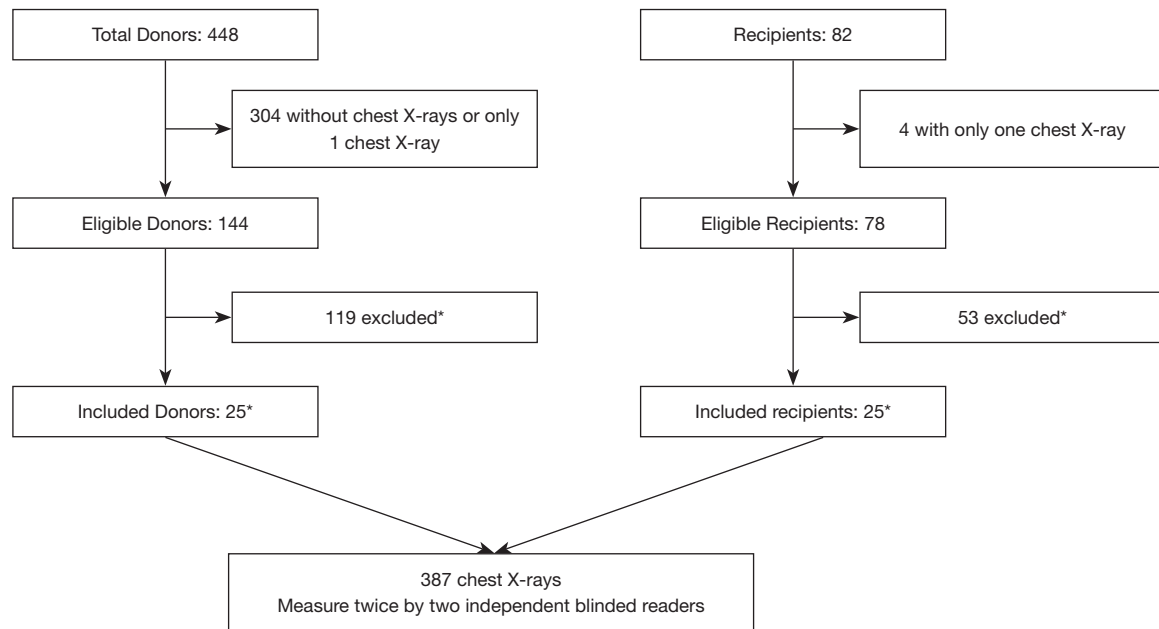 Total Donors: 448
Recipients: 82
304 without chest X-rays or only
1 chest X-ray
4 with only one chest X-ray
Eligible Donors: 144
Eligible Recipients: 78
119 excluded*
53 excluded*
Included Donors: 25*
Included recipients: 25*
387 chest X-rays
Measure twice by two independent blinded readers